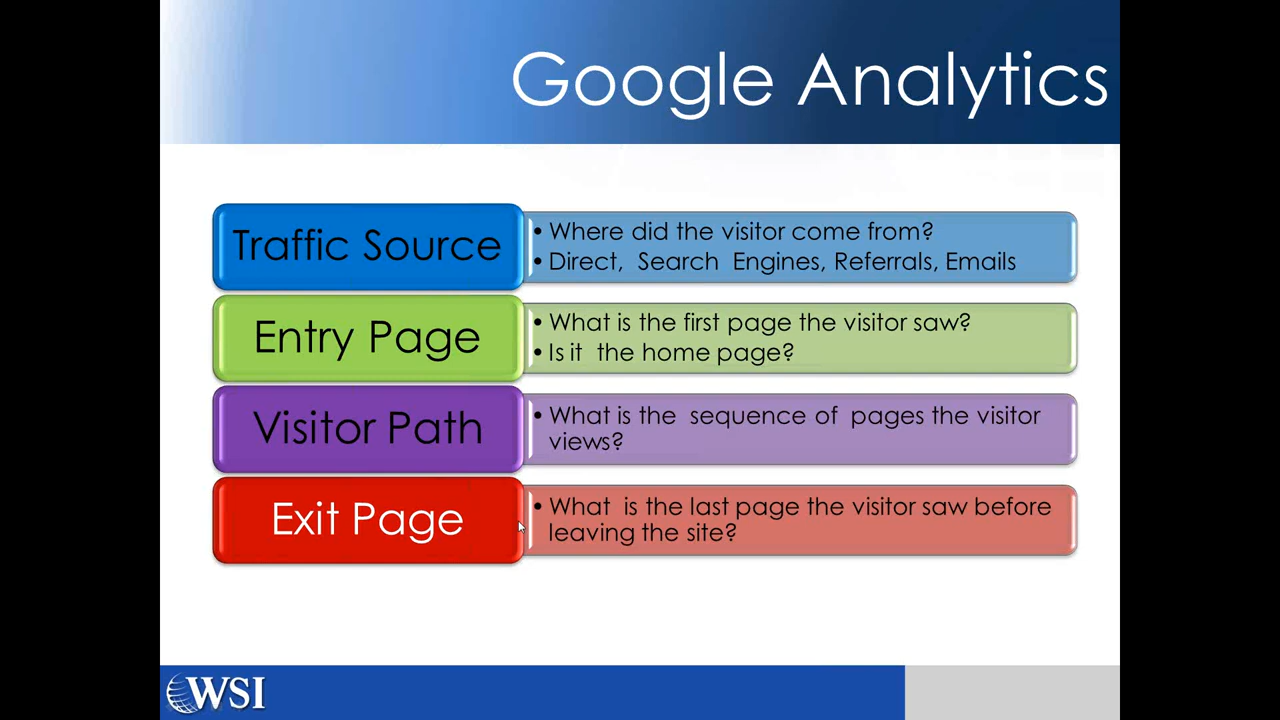 Google Analytics
Traffic Source
• Where did the visitor come from?
• Direct, Search Engines, Referrals, Emails
Entry Page
• What is the first page the visitor saw?
• Is it the home page?
Visitor Path
• What is the sequence of pages the visitor
views?
Exit Page
• What is the last page the visitor saw before
leaving the site?
WSI